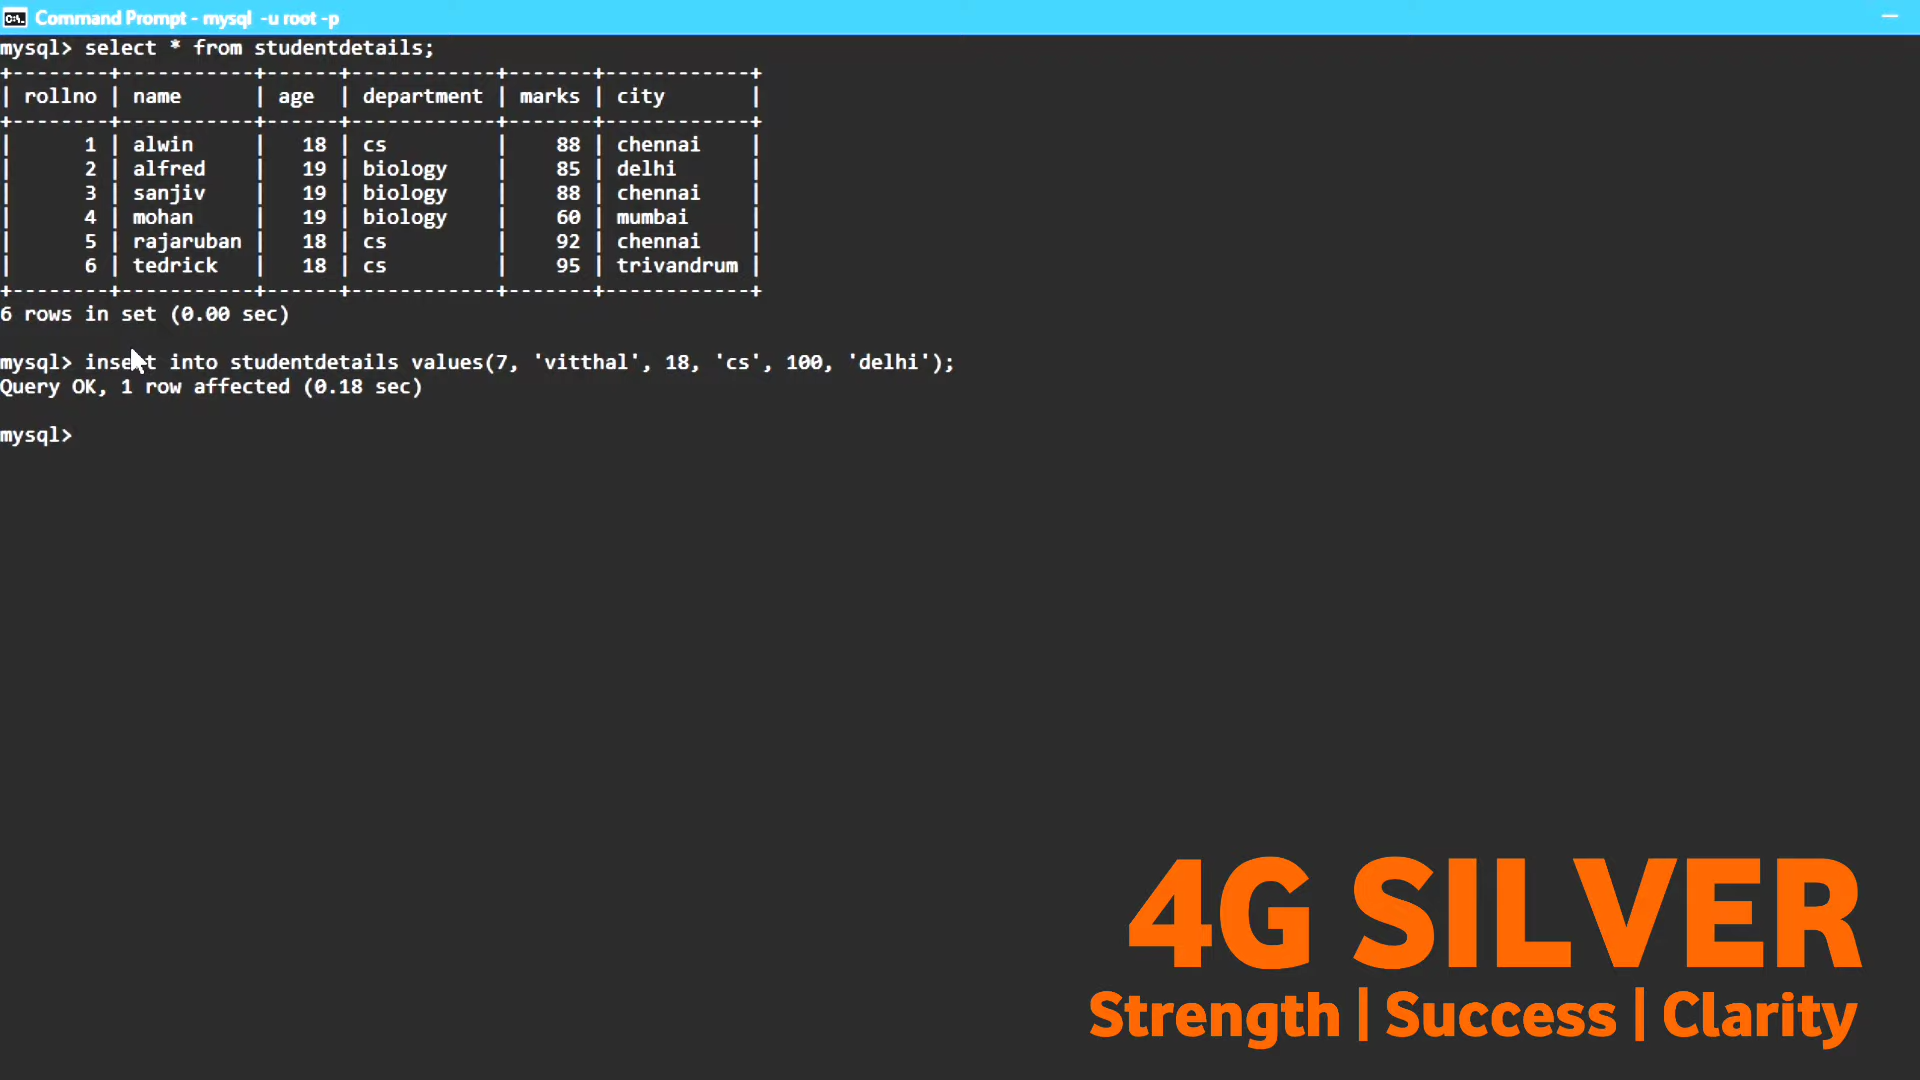 Command Prompt - mysql -u root -p
mysql> select * from studentdetails;
+--------+-----------+------+------------+-------+------------+
| rollno | name      | age  | department | marks | city       |
+--------+-----------+------+------------+-------+------------+
|      1 | alwin     |   18 | cs         |    88 | chennai    |
|      2 | alfred    |   19 | biology    |    85 | delhi      |
|      3 | sanjiv    |   19 | biology    |    88 | chennai    |
|      4 | mohan     |   19 | biology    |    60 | mumbai     |
|      5 | rajaruban |   18 | cs         |    92 | chennai    |
|      6 | tedrick   |   18 | cs         |    95 | trivandrum |
+--------+-----------+------+------------+-------+------------+
6 rows in set (0.00 sec)
mysql> insert into studentdetails values(7, 'vitthal', 18, 'cs', 100, 'delhi');
Query OK, 1 row affected (0.18 sec)
mysql>
4G SILVER
Strength | Success | Clarity